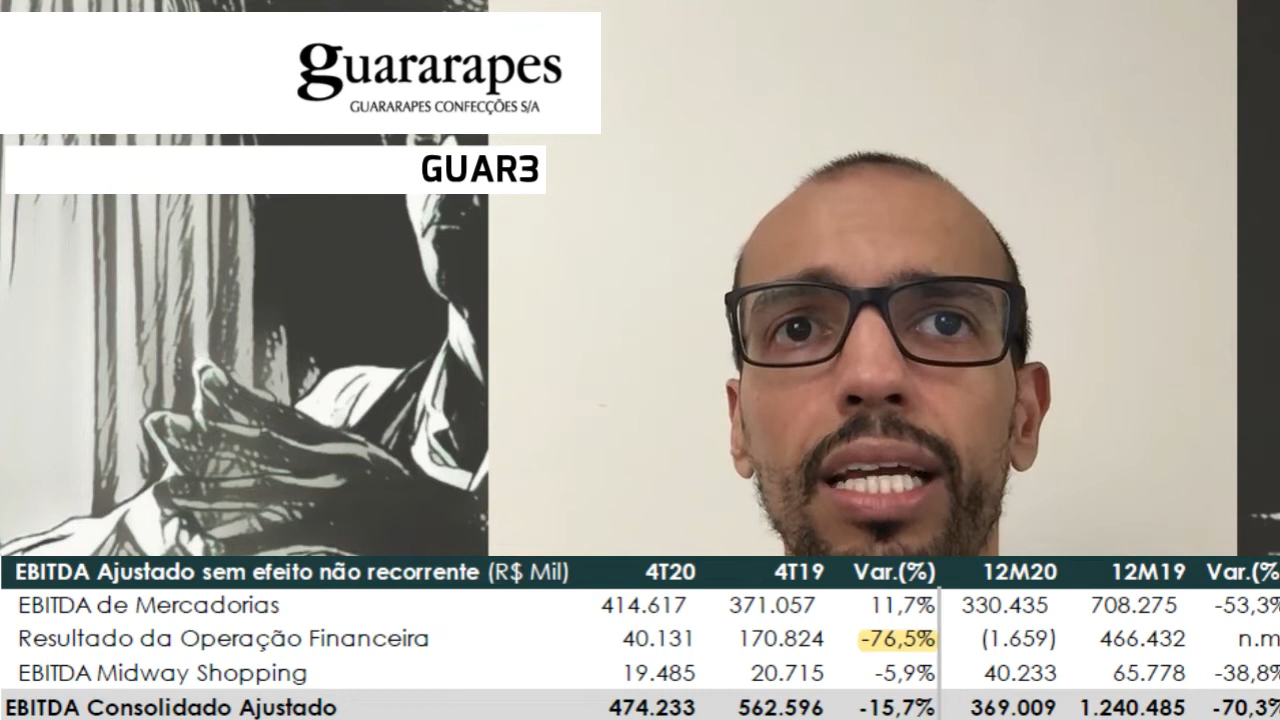 guararapes
GUARARAPES CONFECÇÕES S/A
GUAR3
EBITDA Ajustado sem efeito não recorrente (R$ Mil) 4T20 4T19 Var.(%) 12M20 12M19 Var.(%
EBITDA de Mercadorias 414.617 371.057 11,7% 330.435 708.275 -53,3%
Resultado da Operação Financeira 40.131 170.824 -76,5% (1.659) 466.432 n.m
EBITDA Midway Shopping 19.485 20.715 -5,9% 40.233 65.778 -38,8%
EBITDA Consolidado Ajustado 474.233 562.596 -15,7% 369.009 1.240.485 -70,3%